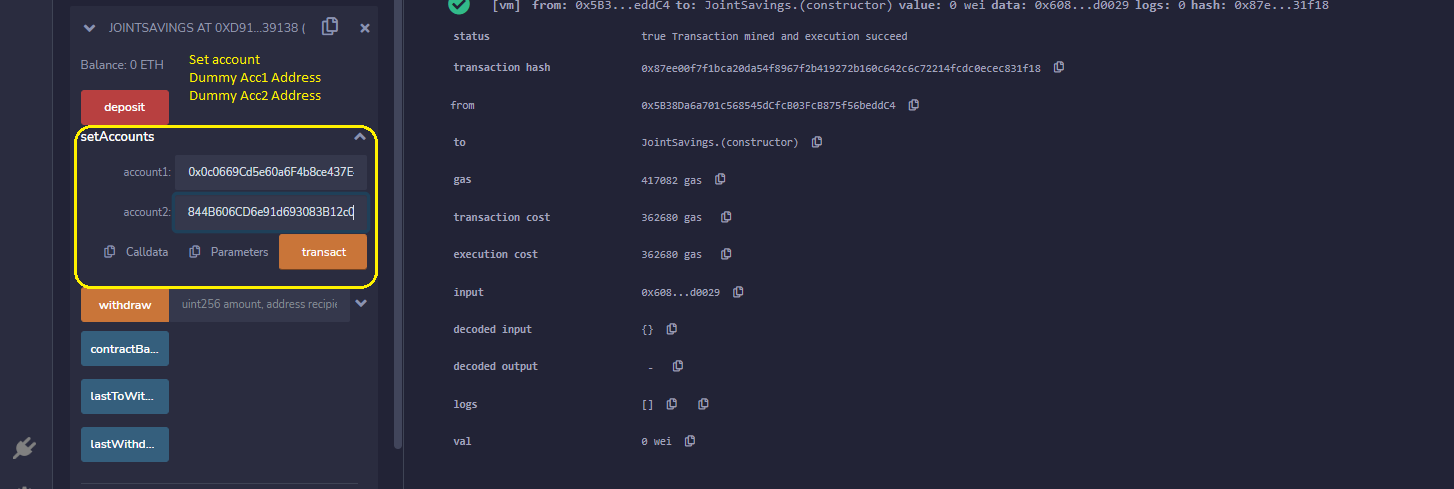 JOINTSAVINGS AT 0XD91...39138 (
Balance: 0 ETH
Set account
Dummy Acc1 Address
Dummy Acc2 Address
deposit
setAccounts
account1: 0x0c0669Cd5e60a6F4b8ce437E
account2: 844B606CD6e91d693083B12c0
Calldata Parameters transact
withdraw uint256 amount, address recipie
contractBa...
lastToWit...
lastWithd...
[vm] from: 0x5B3...eddC4 to: JointSavings.(constructor) value: 0 wei data: 0x608...d0029 logs: 0 hash: 0x87e...31f18
status true Transaction mined and execution succeed
transaction hash 0x87ee00f7f1bca20da54f8967f2b419272b160c642c6c72214fcdc0ecec831f18
from 0x5B38Da6a701c568545dCfcB03FcB875f56beddC4
to JointSavings.(constructor)
gas 417082 gas
transaction cost 362680 gas
execution cost 362680 gas
input 0x608...d0029
decoded input {}
decoded output -
logs []
val 0 wei